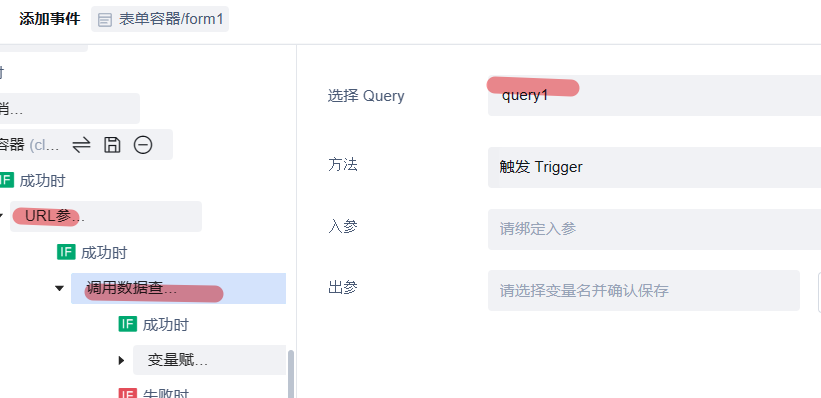 添加事件 表单容器/form1
时
消…
容器 (cl…
IF 成功时
URL参…
IF 成功时
调用数据查…
IF 成功时
变量赋…
IF 失败时
选择 Query
query1
方法
触发 Trigger
入参
请绑定入参
出参
请选择变量名并确认保存